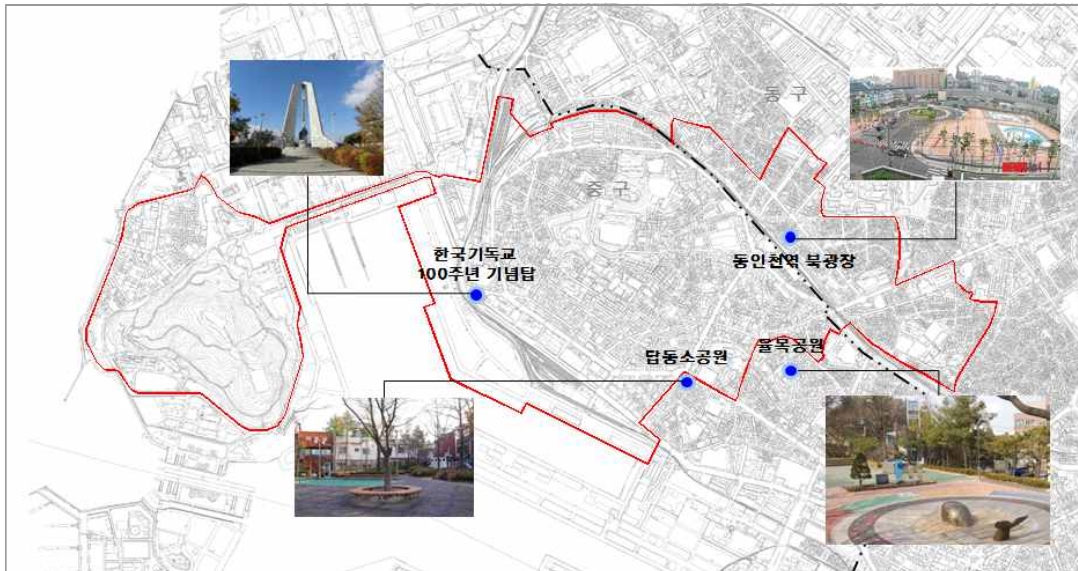 동구
중구
한국기독교
100주년 기념탑
동인천역 북광장
답동소공원
율목공원